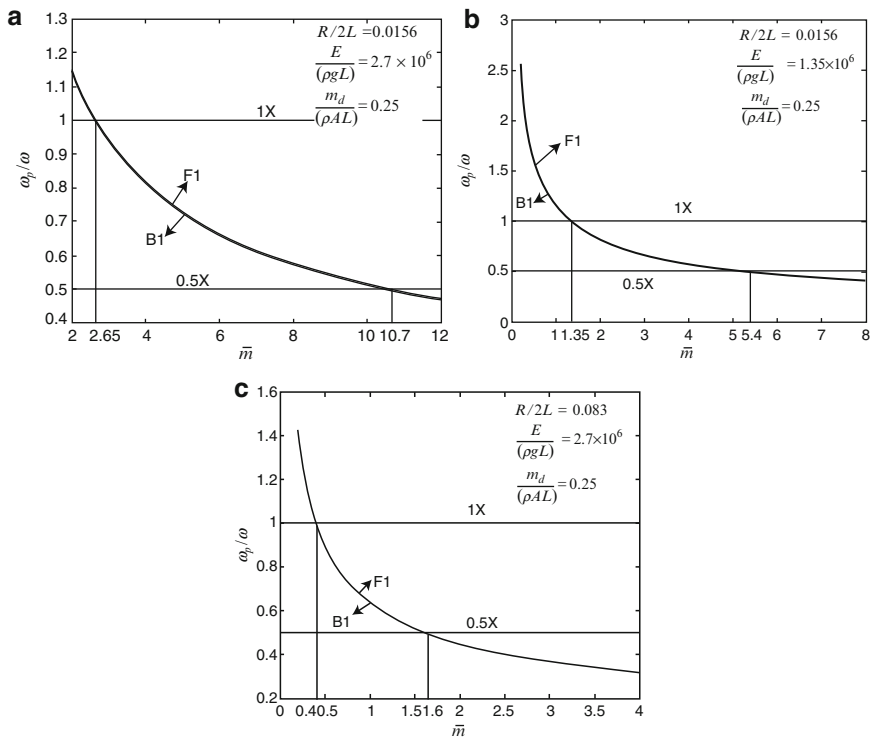 a
1.3
1.2
1.1
1
0.9
0.8
0.7
0.6
0.5
0.4
ωp/ω
R/2L =0.0156
E/(ρgL) = 2.7 × 10^6
m_d/(ρAL) = 0.25
1X
F1
B1
0.5X
2 2.65 4 6 8 10 10.7 12
m̄
b
3
2.5
2
1.5
1
0.5
0
ωp/ω
R/2L = 0.0156
E/(ρgL) = 1.35×10^6
m_d/(ρAL) = 0.25
F1
B1
1X
0.5X
0 1 1.35 2 3 4 5 5.4 6 7 8
m̄
c
1.6
1.4
1.2
1
0.8
0.6
0.4
0.2
ωp/ω
R/2L = 0.083
E/(ρgL) = 2.7×10^6
m_d/(ρAL) = 0.25
1X
F1
B1
0.5X
0 0.4 0.5 1 1.5 1.6 2 2.5 3 3.5 4
m̄